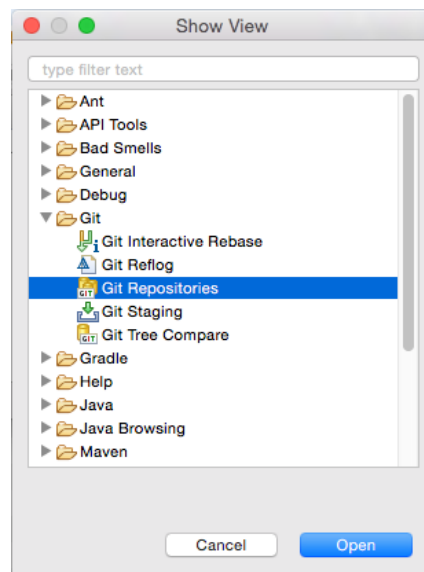 Show View
type filter text
Ant
API Tools
Bad Smells
General
Debug
Git
Git Interactive Rebase
Git Reflog
Git Repositories
Git Staging
Git Tree Compare
Gradle
Help
Java
Java Browsing
Maven
Cancel Open